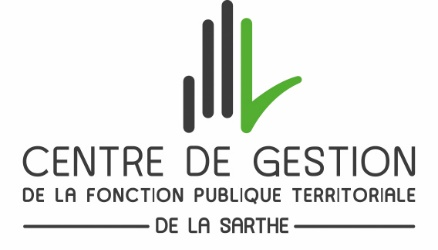 CENTRE DE GESTION
DE LA FONCTION PUBLIQUE TERRITORIALE
DE LA SARTHE